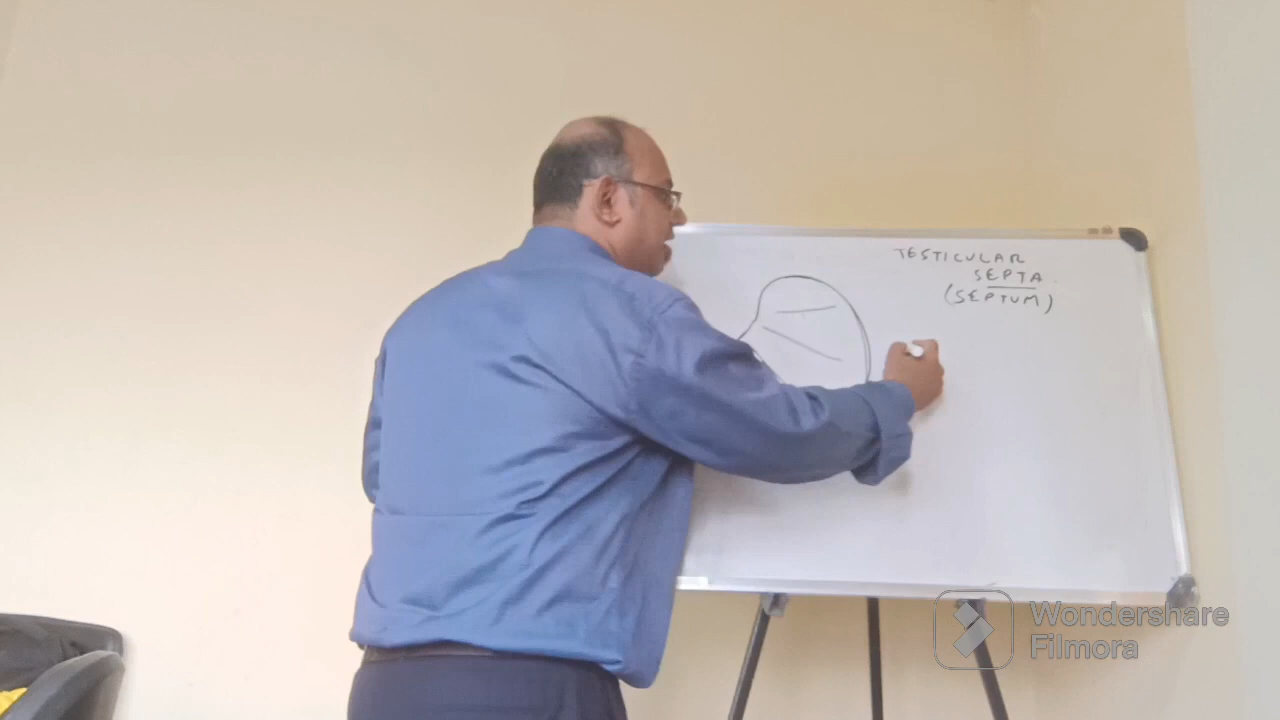 TESTICULAR
SEPTA
(SEPTUM)
Wondershare
Filmora